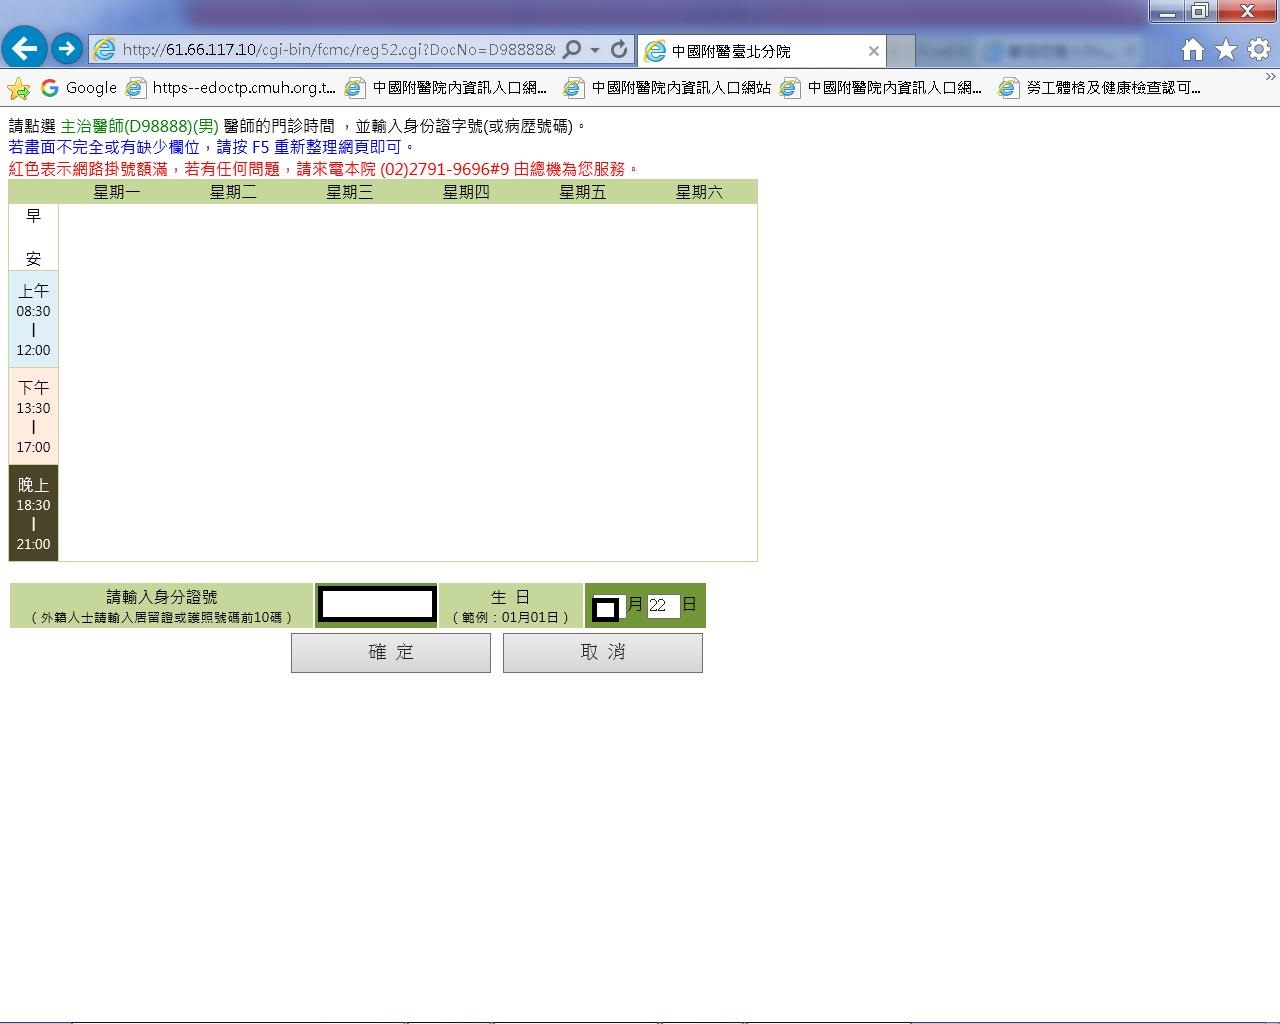 http://61.66.117.10/cgi-bin/fcmc/reg52.cgi?DocNo=D98888&
中國附醫臺北分院
Google
https--edoctp.cmuh.org.t...
中國附醫院內資訊入口網...
中國附醫院內資訊入口網站
中國附醫院內資訊入口網...
勞工體格及健康檢查認可...
請點選 主治醫師(D98888)(男) 醫師的門診時間 ，並輸入身份證字號(或病歷號碼)。
若畫面不完全或有缺少欄位，請按 F5 重新整理網頁即可。
紅色表示網路掛號額滿，若有任何問題，請來電本院 (02)2791-9696#9 由總機為您服務。
星期一 星期二 星期三 星期四 星期五 星期六
早
安
上午
08:30
|
12:00
下午
13:30
|
17:00
晚上
18:30
|
21:00
請輸入身分證號
（外籍人士請輸入居留證或護照號碼前10碼）
生 日
（範例：01月01日）
月 22 日
確 定
取 消